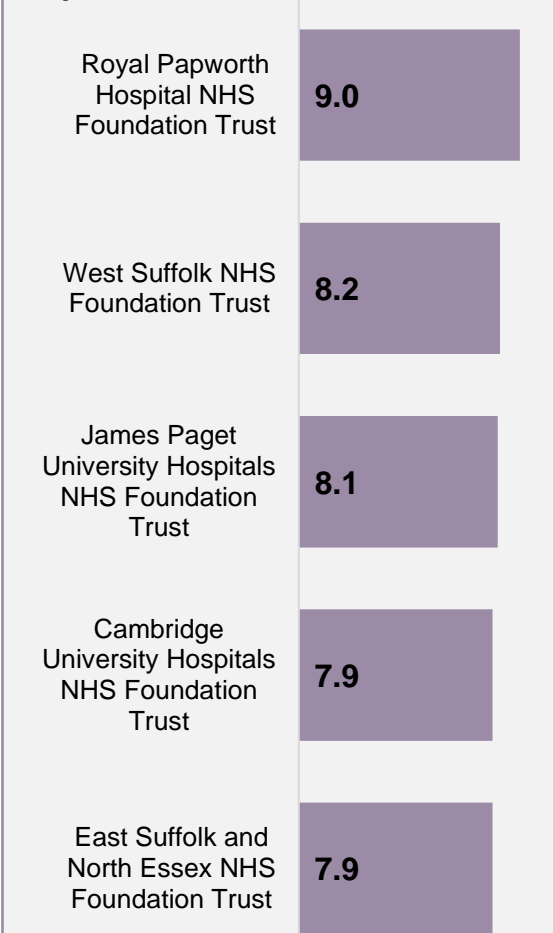 Royal Papworth
Hospital NHS
Foundation Trust
9.0
West Suffolk NHS
Foundation Trust
8.2
James Paget
University Hospitals
NHS Foundation
Trust
8.1
Cambridge
University Hospitals
NHS Foundation
Trust
7.9
East Suffolk and
North Essex NHS
Foundation Trust
7.9